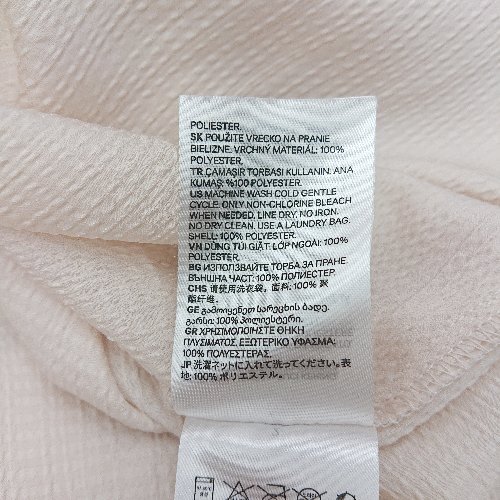 POLIESTER.
SK POUŽITE VRECKO NA PRANIE
BIELIZNE. VRCHNÝ MATERIÁL: 100%
POLYESTER.
TR ÇAMAŞIR TORBASI KULLANIN. ANA
KUMAŞ: %100 POLYESTER.
US MACHINE WASH COLD GENTLE
CYCLE. ONLY NON-CHLORINE BLEACH
WHEN NEEDED. LINE DRY. NO IRON.
NO DRY CLEAN. USE A LAUNDRY BAG.
SHELL: 100% POLYESTER.
VN DÙNG TÚI GIẶT. LỚP NGOÀI: 100%
POLYESTER.
BG ИЗПОЛЗВАЙТЕ ТОРБА ЗА ПРАНЕ.
ВЪНШНА ЧАСТ: 100% ПОЛИЕСТЕР.
CHS 请使用洗衣袋。面料: 100% 聚
酯纤维。
GE გამოიყენეთ სარეცხის ბადე.
გარსი: 100% პოლიესტერი.
GR ΧΡΗΣΙΜΟΠΟΙΗΣΤΕ ΘΗΚΗ
ΠΛΥΣΙΜΑΤΟΣ. ΕΞΩΤΕΡΙΚΟ ΥΦΑΣΜΑ:
100% ΠΟΛΥΕΣΤΕΡΑΣ.
JP 洗濯ネットに入れて洗ってください。表
地: 100% ポリエステル。